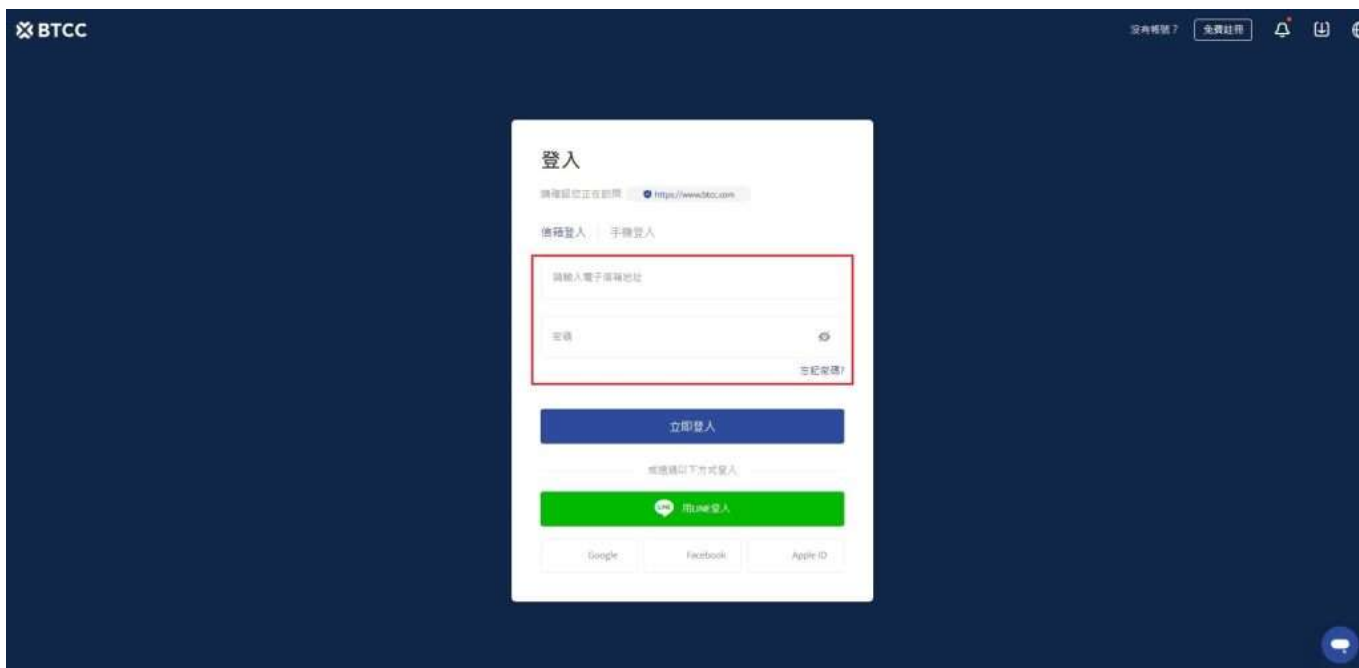 BTCC
沒有帳號？ 免費註冊
登入
請確認您正在訪問 https://www.btcc.com
信箱登入 手機登入
請輸入電子信箱地址
密碼
忘記密碼?
立即登入
或透過以下方式登入
LINE 用LINE登入
Google Facebook Apple ID